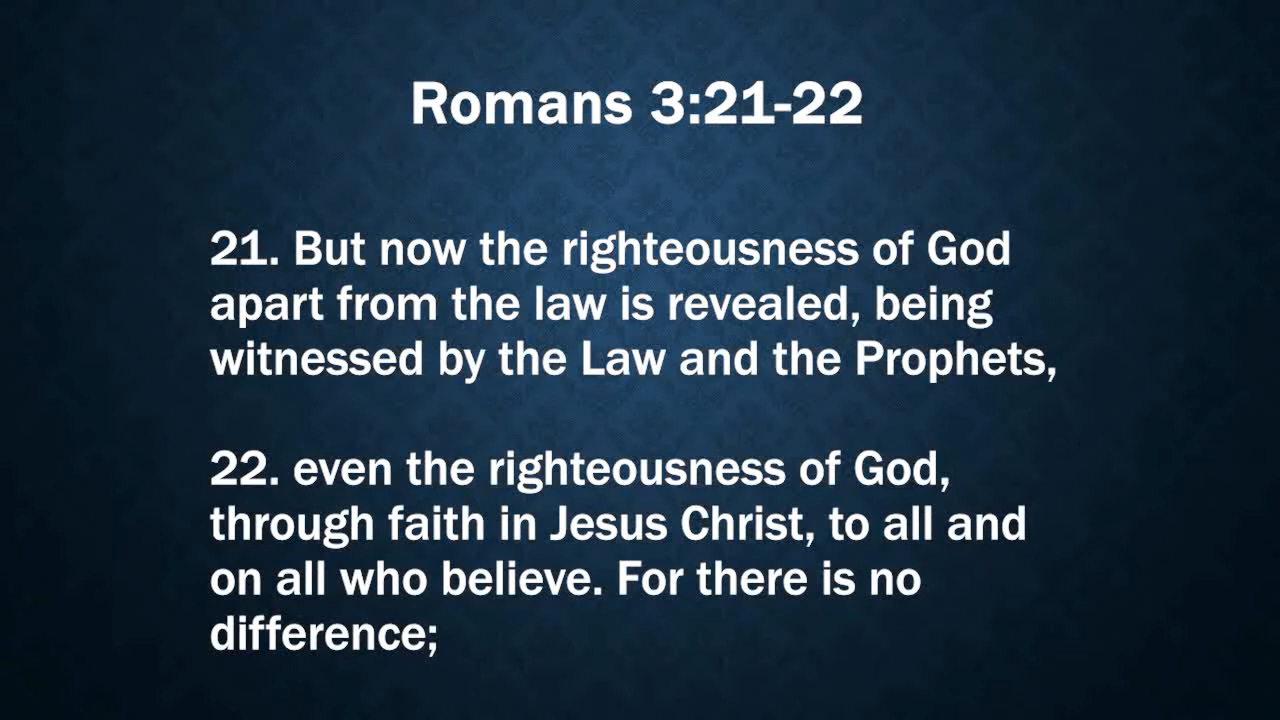 Romans 3:21-22
21. But now the righteousness of God
apart from the law is revealed, being
witnessed by the Law and the Prophets,
22. even the righteousness of God,
through faith in Jesus Christ, to all and
on all who believe. For there is no
difference;